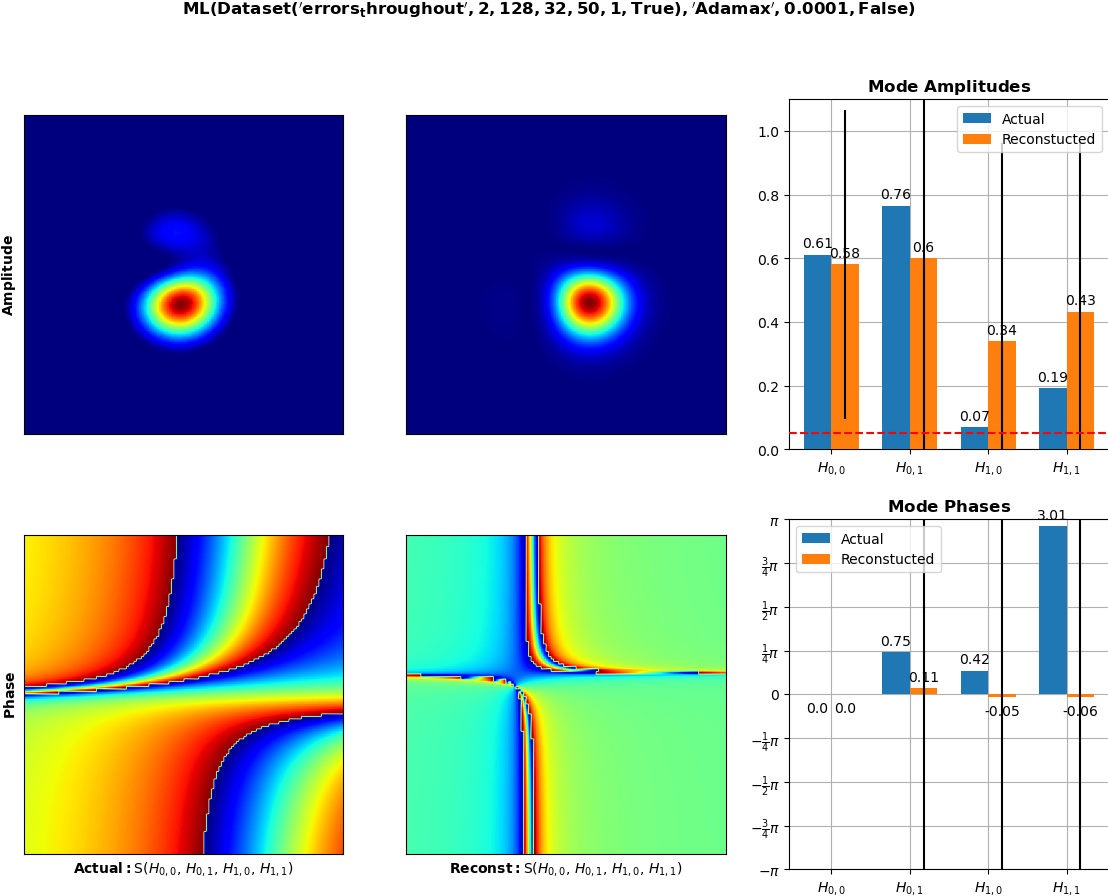 ML(Dataset('errors_throughout', 2, 128, 32, 50, 1, True), 'Adamax', 0.0001, False)
Amplitude
Mode Amplitudes
Actual
Reconstucted
1.0
0.8
0.6
0.4
0.2
0.0
0.61
0.58
0.76
0.6
0.07
0.34
0.19
0.43
H0,0
H0,1
H1,0
H1,1
Phase
Actual: S(H0,0, H0,1, H1,0, H1,1)
Reconst: S(H0,0, H0,1, H1,0, H1,1)
Mode Phases
Actual
Reconstucted
π
3/4π
1/2π
1/4π
0
−1/4π
−1/2π
−3/4π
−π
0.0
0.0
0.75
0.11
0.42
-0.05
3.01
-0.06
H0,0
H0,1
H1,0
H1,1